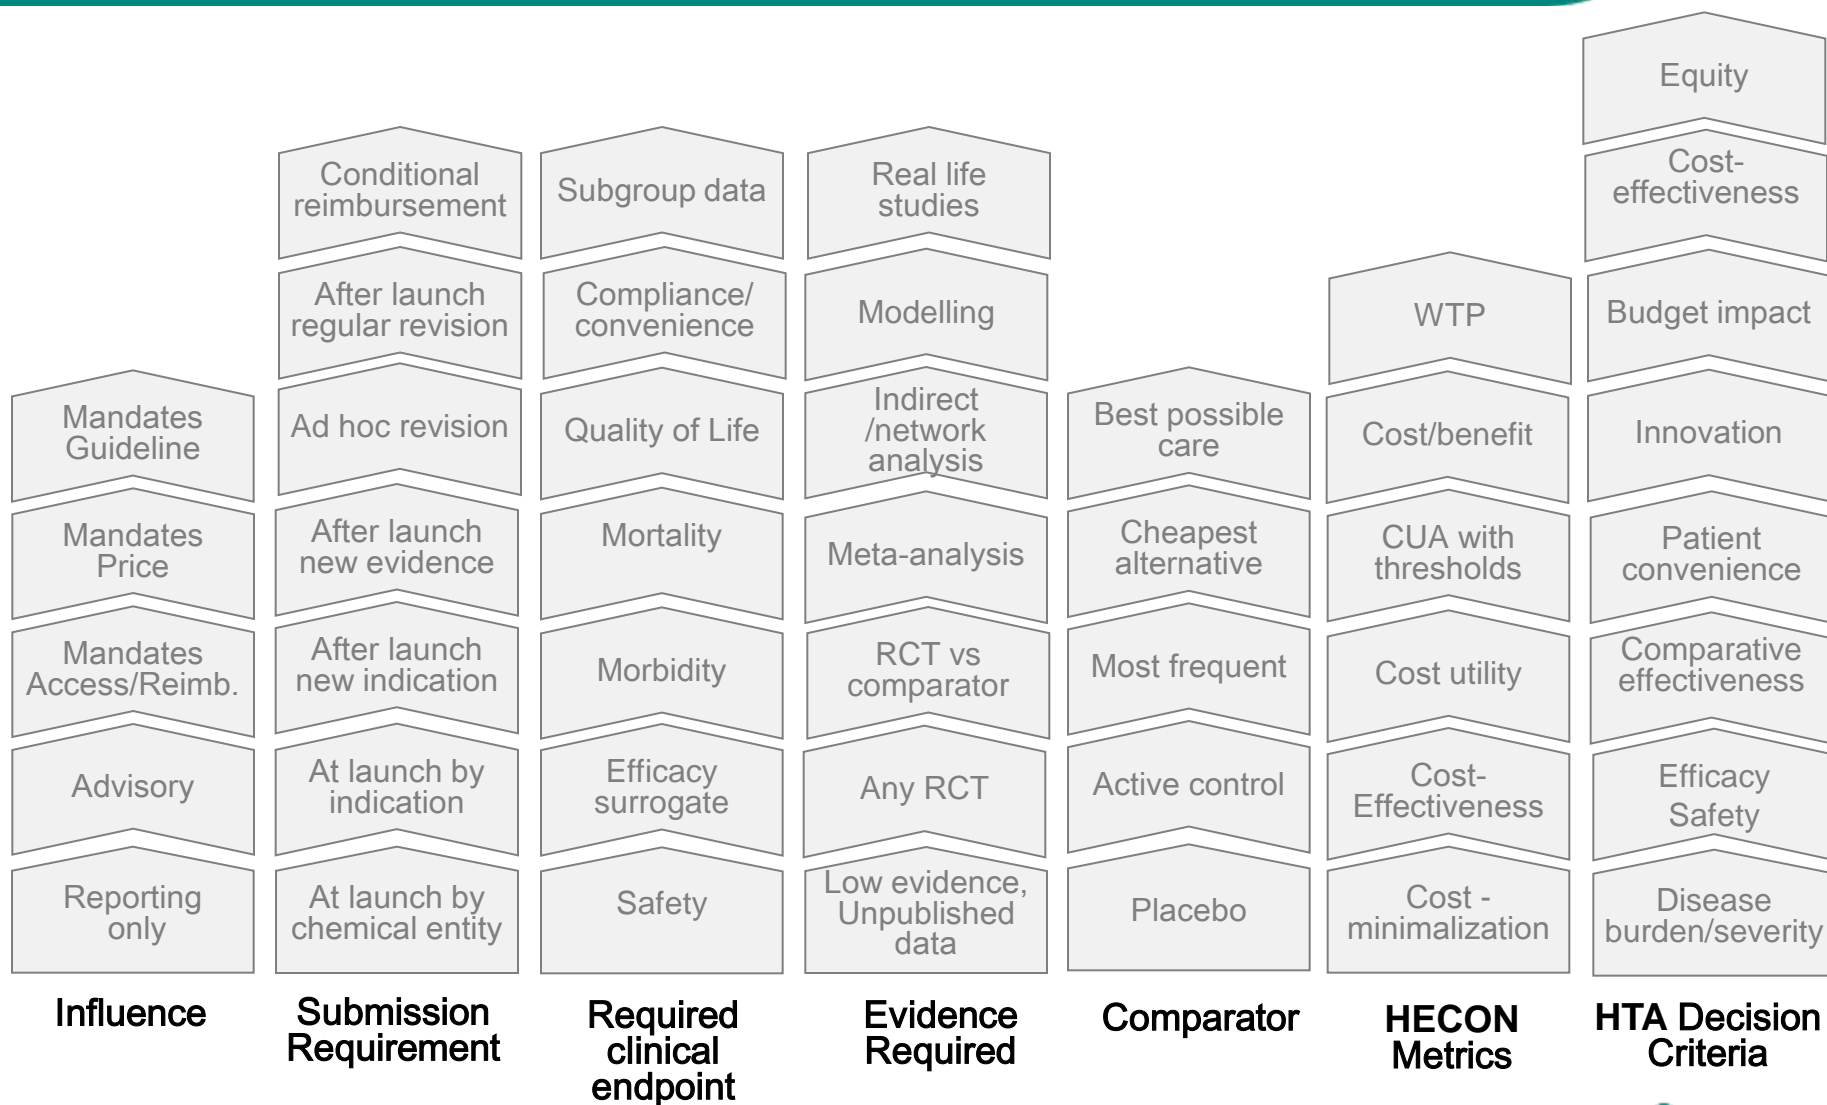 Mandates
Guideline
Mandates
Price
Mandates
Access/Reimb.
Advisory
Reporting
only
Influence
Conditional
reimbursement
After launch
regular revision
Ad hoc revision
After launch
new evidence
After launch
new indication
At launch by
indication
At launch by
chemical entity
Submission
Requirement
Subgroup data
Compliance/
convenience
Quality of Life
Mortality
Morbidity
Efficacy
surrogate
Safety
Required
clinical
endpoint
Real life
studies
Modelling
Indirect
/network
analysis
Meta-analysis
RCT vs
comparator
Any RCT
Low evidence,
Unpublished
data
Evidence
Required
Best possible
care
Cheapest
alternative
Most frequent
Active control
Placebo
Comparator
WTP
Cost/benefit
CUA with
thresholds
Cost utility
Cost-
Effectiveness
Cost -
minimalization
HECON
Metrics
Equity
Cost-
effectiveness
Budget impact
Innovation
Patient
convenience
Comparative
effectiveness
Efficacy
Safety
Disease
burden/severity
HTA Decision
Criteria